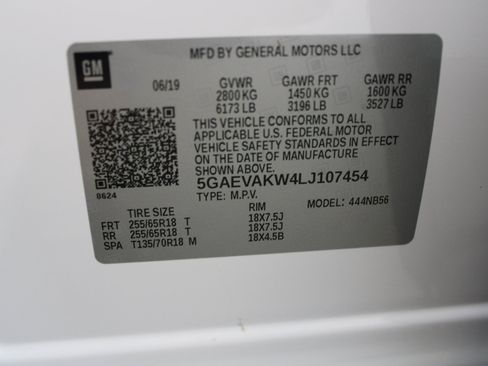 GM
MFD BY GENERAL MOTORS LLC
06/19 GVWR GAWR FRT GAWR RR
2800 KG 1450 KG 1600 KG
6173 LB 3196 LB 3527 LB
THIS VEHICLE CONFORMS TO ALL
APPLICABLE U.S. FEDERAL MOTOR
VEHICLE SAFETY STANDARDS IN EFFECT
ON THE DATE OF MANUFACTURE
SHOWN ABOVE.
8624
5GAEVAKW4LJ107454
TYPE: M.P.V. MODEL: 444NB56
RIM
FRT 255/65R18 T 18X7.5J
RR 255/65R18 T 18X7.5J
SPA T135/70R18 M 18X4.5B